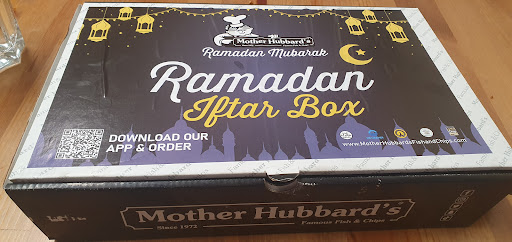 Mother Hubbard's
Ramadan Mubarak
Ramadan
Iftar Box
DOWNLOAD OUR
APP & ORDER
www.MotherHubbardsFishandChips.com
Mother Hubbard's
Since 1972
Famous Fish & Chips